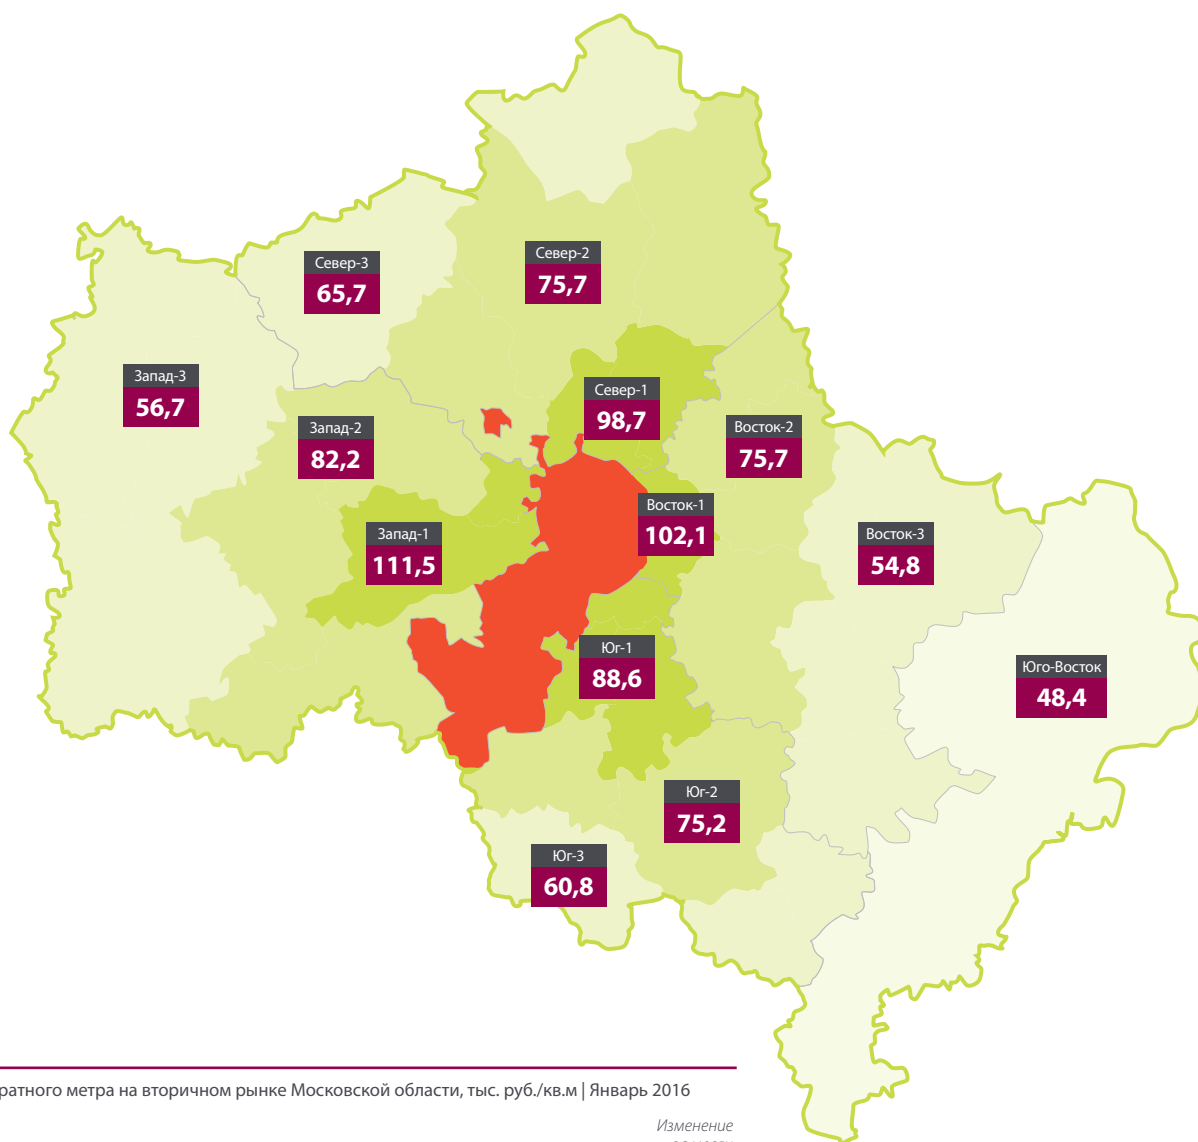 Север-3
65,7
Север-2
75,7
Запад-3
56,7
Север-1
98,7
Запад-2
82,2
Восток-2
75,7
Восток-1
102,1
Запад-1
111,5
Восток-3
54,8
Юг-1
88,6
Юго-Восток
48,4
Юг-2
75,2
Юг-3
60,8
ратного метра на вторичном рынке Московской области, тыс. руб./кв.м | Январь 2016
Изменение